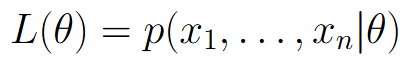 L(θ) = p(x₁, . . . , xₙ|θ)